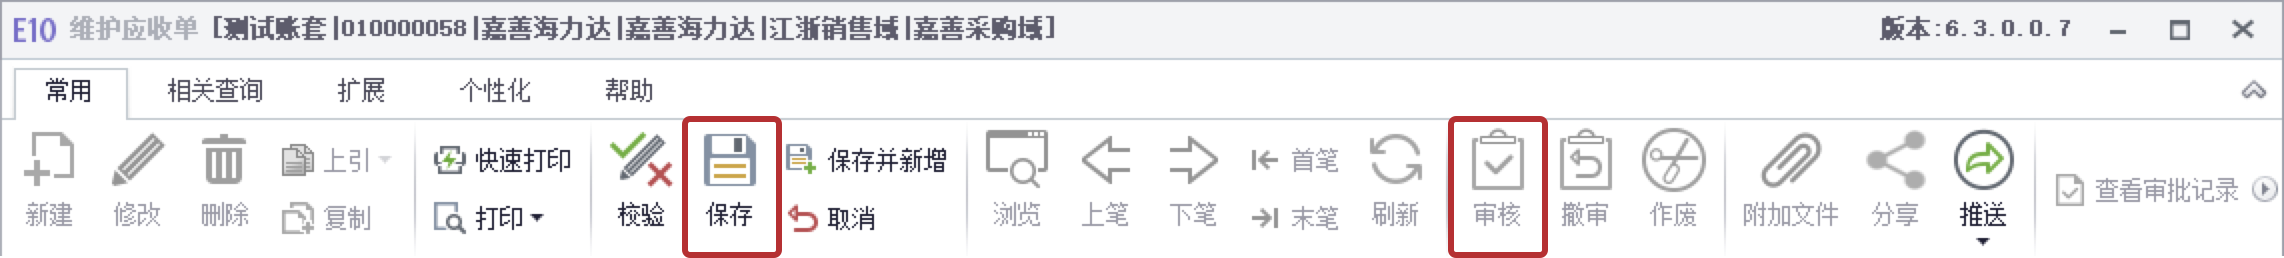 E10 维护应收单 [测试账套|010000058|嘉善海力达|嘉善海力达|江浙销售域|嘉善采购域] 版本:6.3.0.0.7
常用 相关查询 扩展 个性化 帮助
上引 快速打印 保存并新增 首笔
新建 修改 删除 复制 打印 校验 保存 取消 浏览 上笔 下笔 末笔 刷新 审核 撤审 作废 附加文件 分享 推送 查看审批记录